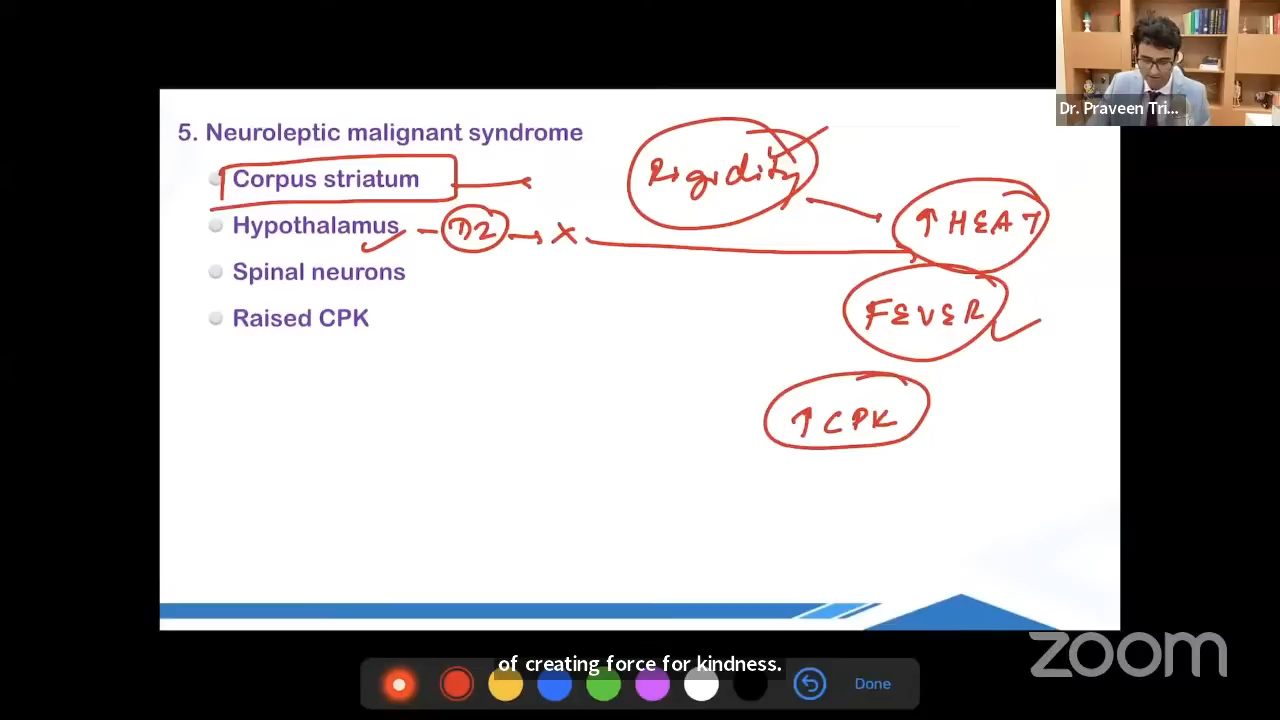 Dr. Praveen Tri...
5. Neuroleptic malignant syndrome
Corpus striatum
Rigidity
Hypothalamus
D2
X
↑ HEAT
Spinal neurons
FEVER
Raised CPK
↑ CPK
zoom
of creating force for kindness.
Done